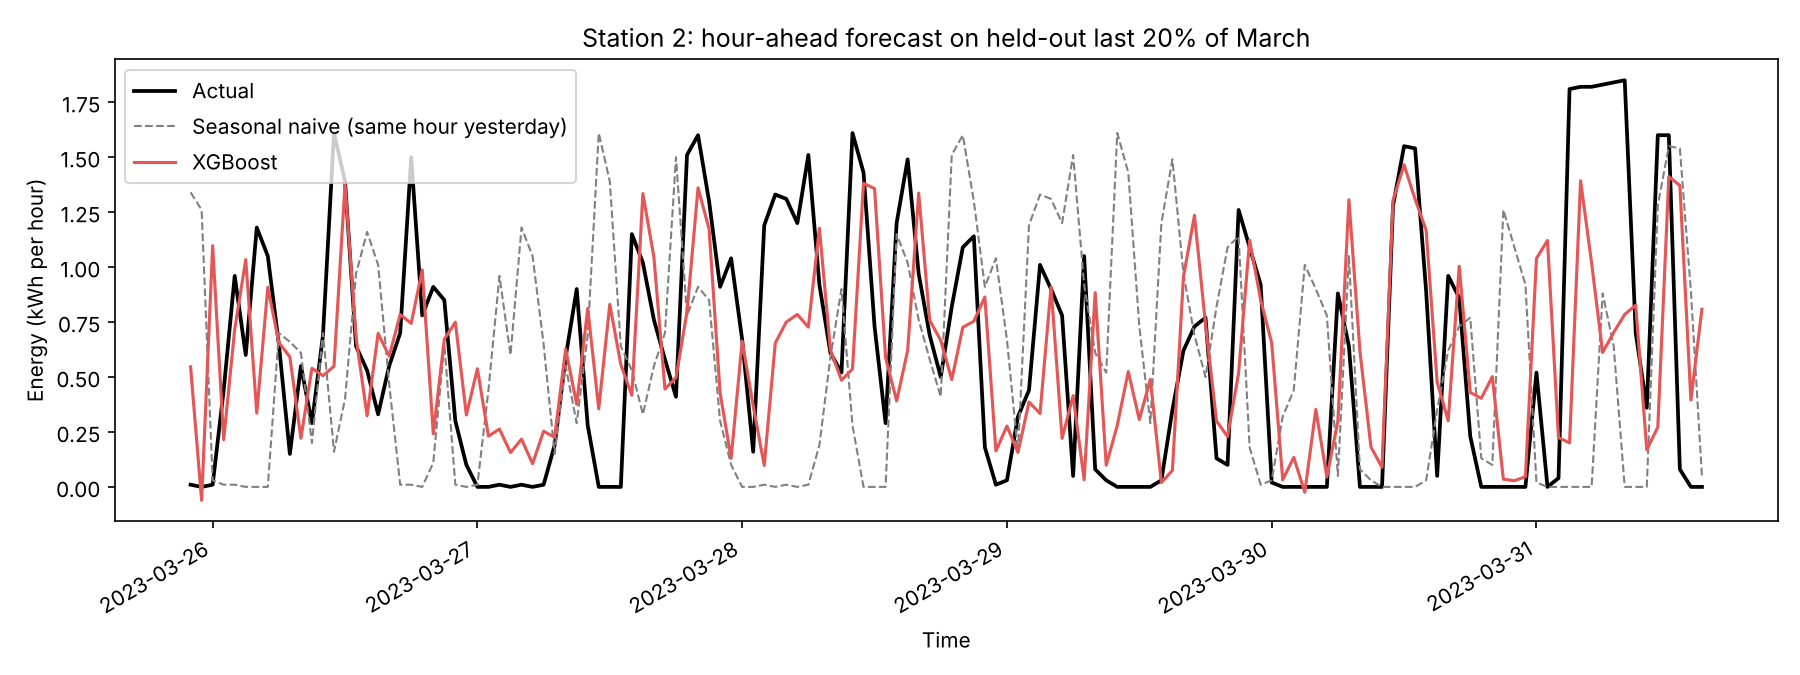 Station 2: hour-ahead forecast on held-out last 20% of March
Actual
Seasonal naive (same hour yesterday)
XGBoost
Energy (kWh per hour)
1.75
1.50
1.25
1.00
0.75
0.50
0.25
0.00
2023-03-26
2023-03-27
2023-03-28
2023-03-29
2023-03-30
2023-03-31
Time